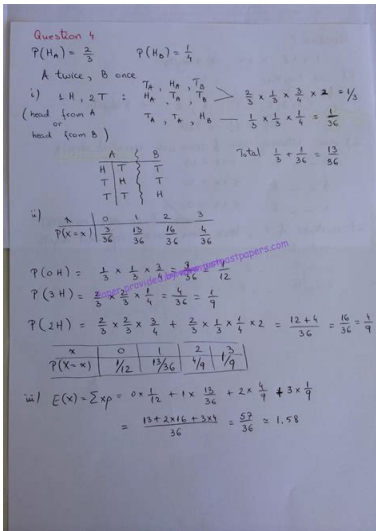 Question 4
P(H_A) = 2/3   P(H_B) = 1/4
A twice, B once
i) 1H, 2T : T_A, H_A, T_B
H_A, T_A, T_B   2/3 × 1/3 × 3/4 × 2 = 1/3
(head from A or head from B)   T_A, T_A, H_B — 1/3 × 1/3 × 1/4 = 1/36
A B   Total 1/3 + 1/36 = 13/36
H T T
T H T
T T H
ii)
x 0 1 2 3
P(X=x) 3/36 13/36 16/36 4/36
P(0H) = 1/3 × 1/3 × 3/4 = 3/36 = 1/12
P(3H) = 2/3 × 2/3 × 1/4 = 4/36 = 1/9
P(2H) = 2/3 × 2/3 × 3/4 + 2/3 × 1/3 × 1/4 × 2 = 12+4/36 = 16/36 = 4/9
x 0 1 2 3
P(X=x) 1/12 13/36 4/9 1/9
iii) E(x) = Σxp = 0 × 1/12 + 1 × 13/36 + 2 × 4/9 + 3 × 1/9
= 13+2×16+3×4/36 = 57/36 = 1.58